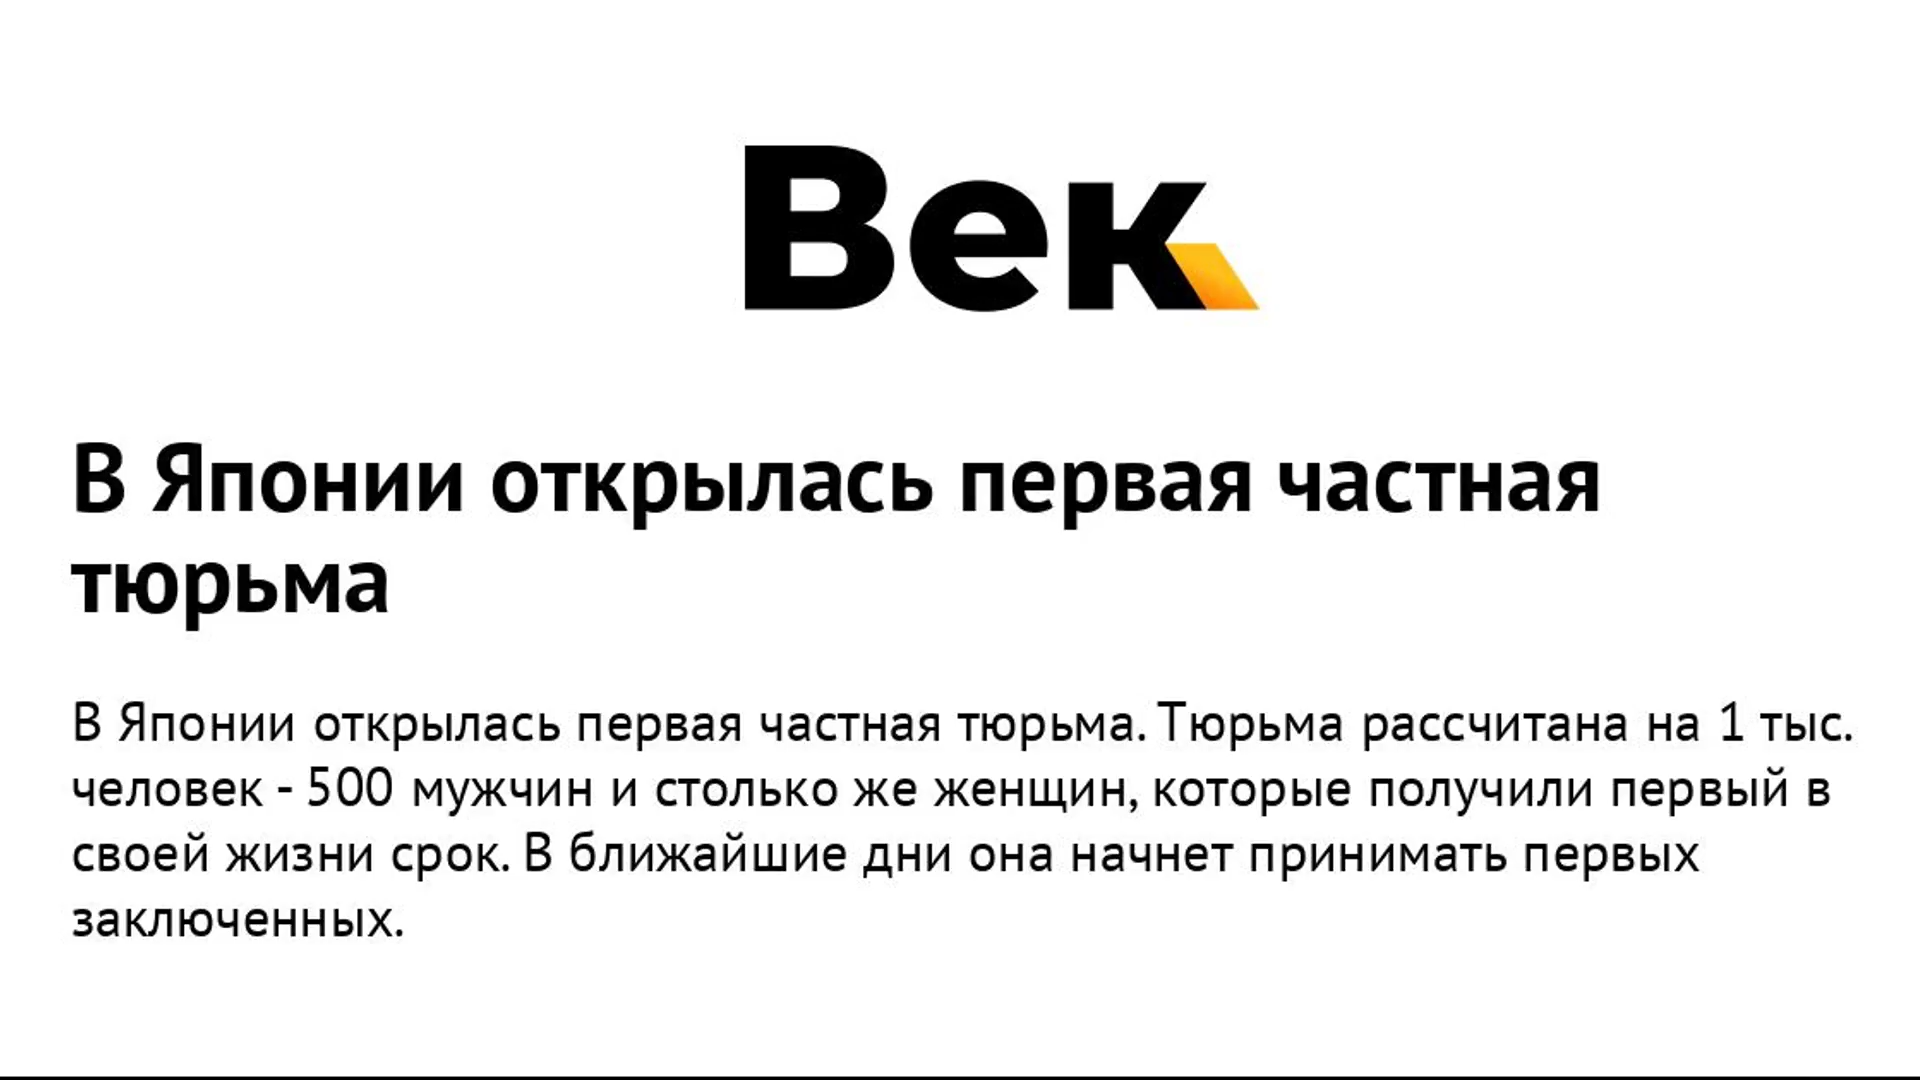 Век
В Японии открылась первая частная
тюрьма
В Японии открылась первая частная тюрьма. Тюрьма рассчитана на 1 тыс.
человек - 500 мужчин и столько же женщин, которые получили первый в
своей жизни срок. В ближайшие дни она начнет принимать первых
заключенных.